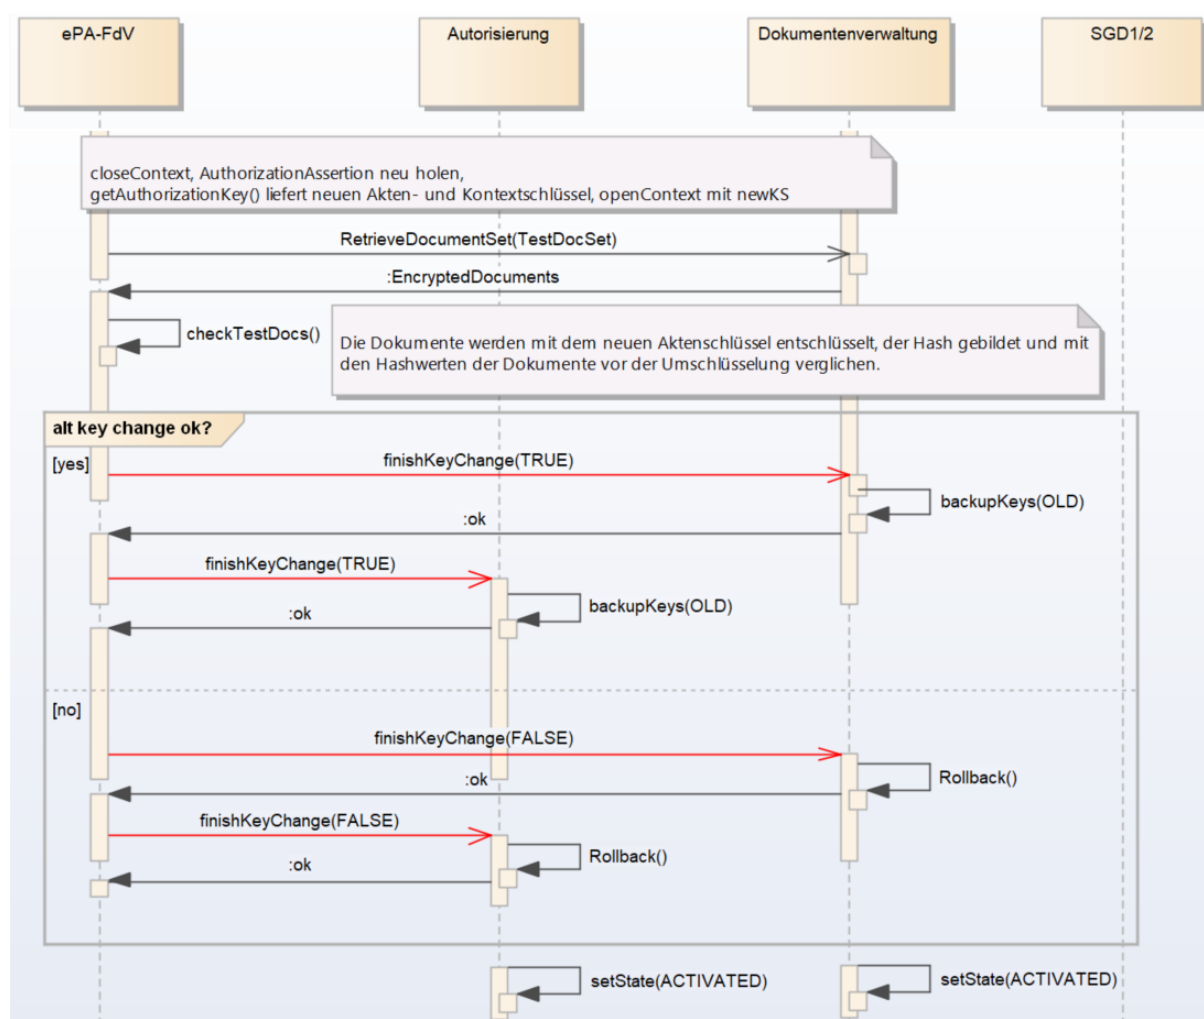 ePA-FdV
Autorisierung
Dokumentenverwaltung
SGD1/2
closeContext, AuthorizationAssertion neu holen,
getAuthorizationKey() liefert neuen Akten- und Kontextschlüssel, openContext mit newKS
RetrieveDocumentSet(TestDocSet)
:EncryptedDocuments
checkTestDocs()
Die Dokumente werden mit dem neuen Aktenschlüssel entschlüsselt, der Hash gebildet und mit
den Hashwerten der Dokumente vor der Umschlüsselung verglichen.
alt key change ok?
[yes]
finishKeyChange(TRUE)
backupKeys(OLD)
:ok
finishKeyChange(TRUE)
backupKeys(OLD)
:ok
[no]
finishKeyChange(FALSE)
Rollback()
:ok
finishKeyChange(FALSE)
Rollback()
:ok
setState(ACTIVATED)
setState(ACTIVATED)